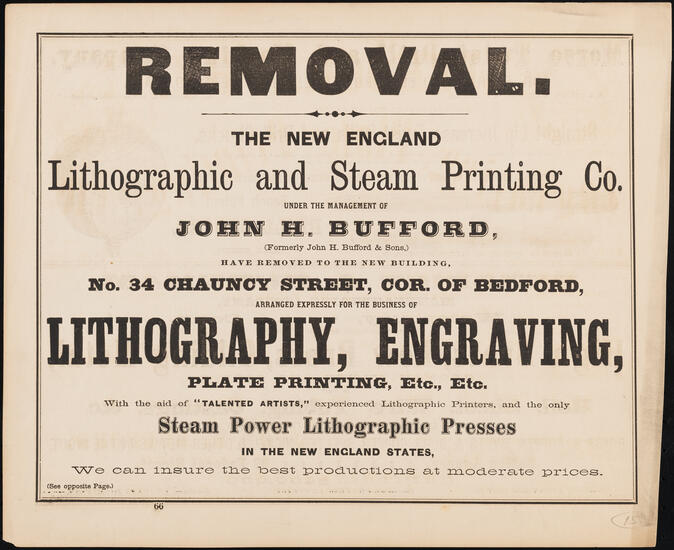 REMOVAL.
THE NEW ENGLAND
Lithographic and Steam Printing Co.
UNDER THE MANAGEMENT OF
JOHN H. BUFFORD,
(Formerly John H. Bufford & Sons,)
HAVE REMOVED TO THE NEW BUILDING,
No. 34 CHAUNCY STREET, COR. OF BEDFORD,
ARRANGED EXPRESSLY FOR THE BUSINESS OF
LITHOGRAPHY, ENGRAVING,
PLATE PRINTING, Etc., Etc.
With the aid of "TALENTED ARTISTS," experienced Lithographic Printers, and the only
Steam Power Lithographic Presses
IN THE NEW ENGLAND STATES,
We can insure the best productions at moderate prices.
(See opposite Page.)
66
15